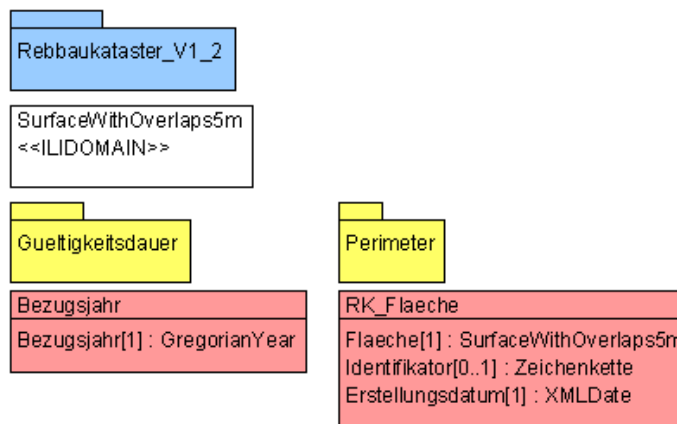 Rebbaukataster_V1_2
SurfaceWithOverlaps5m
<<ILIDOMAIN>>
Gueltigkeitsdauer
Bezugsjahr
Bezugsjahr[1] : GregorianYear
Perimeter
RK_Flaeche
Flaeche[1] : SurfaceWithOverlaps5m
Identifikator[0..1] : Zeichenkette
Erstellungsdatum[1] : XMLDate